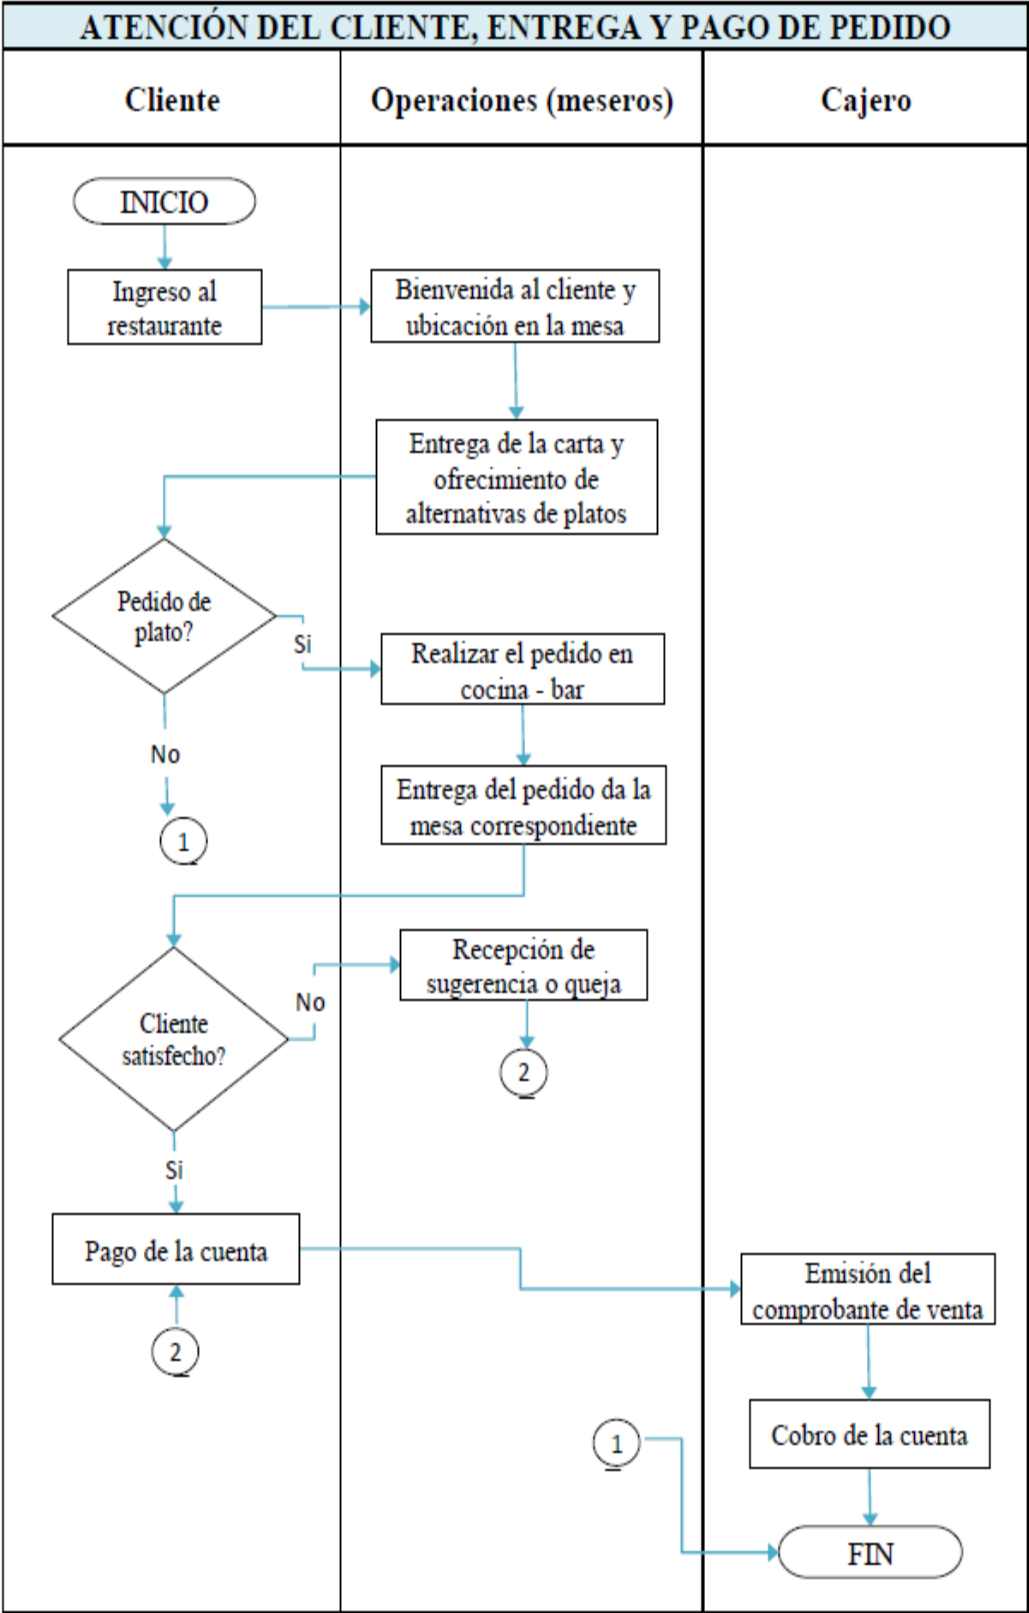 ATENCIÓN DEL CLIENTE, ENTREGA Y PAGO DE PEDIDO
Cliente
Operaciones (meseros)
Cajero
INICIO
Ingreso al
restaurante
Bienvenida al cliente y
ubicación en la mesa
Entrega de la carta y
ofrecimiento de
alternativas de platos
Pedido de
plato?
Si
Realizar el pedido en
cocina - bar
No
1
Entrega del pedido da la
mesa correspondiente
Cliente
satisfecho?
No
Recepción de
sugerencia o queja
2
Si
Pago de la cuenta
2
Emisión del
comprobante de venta
Cobro de la cuenta
1
FIN